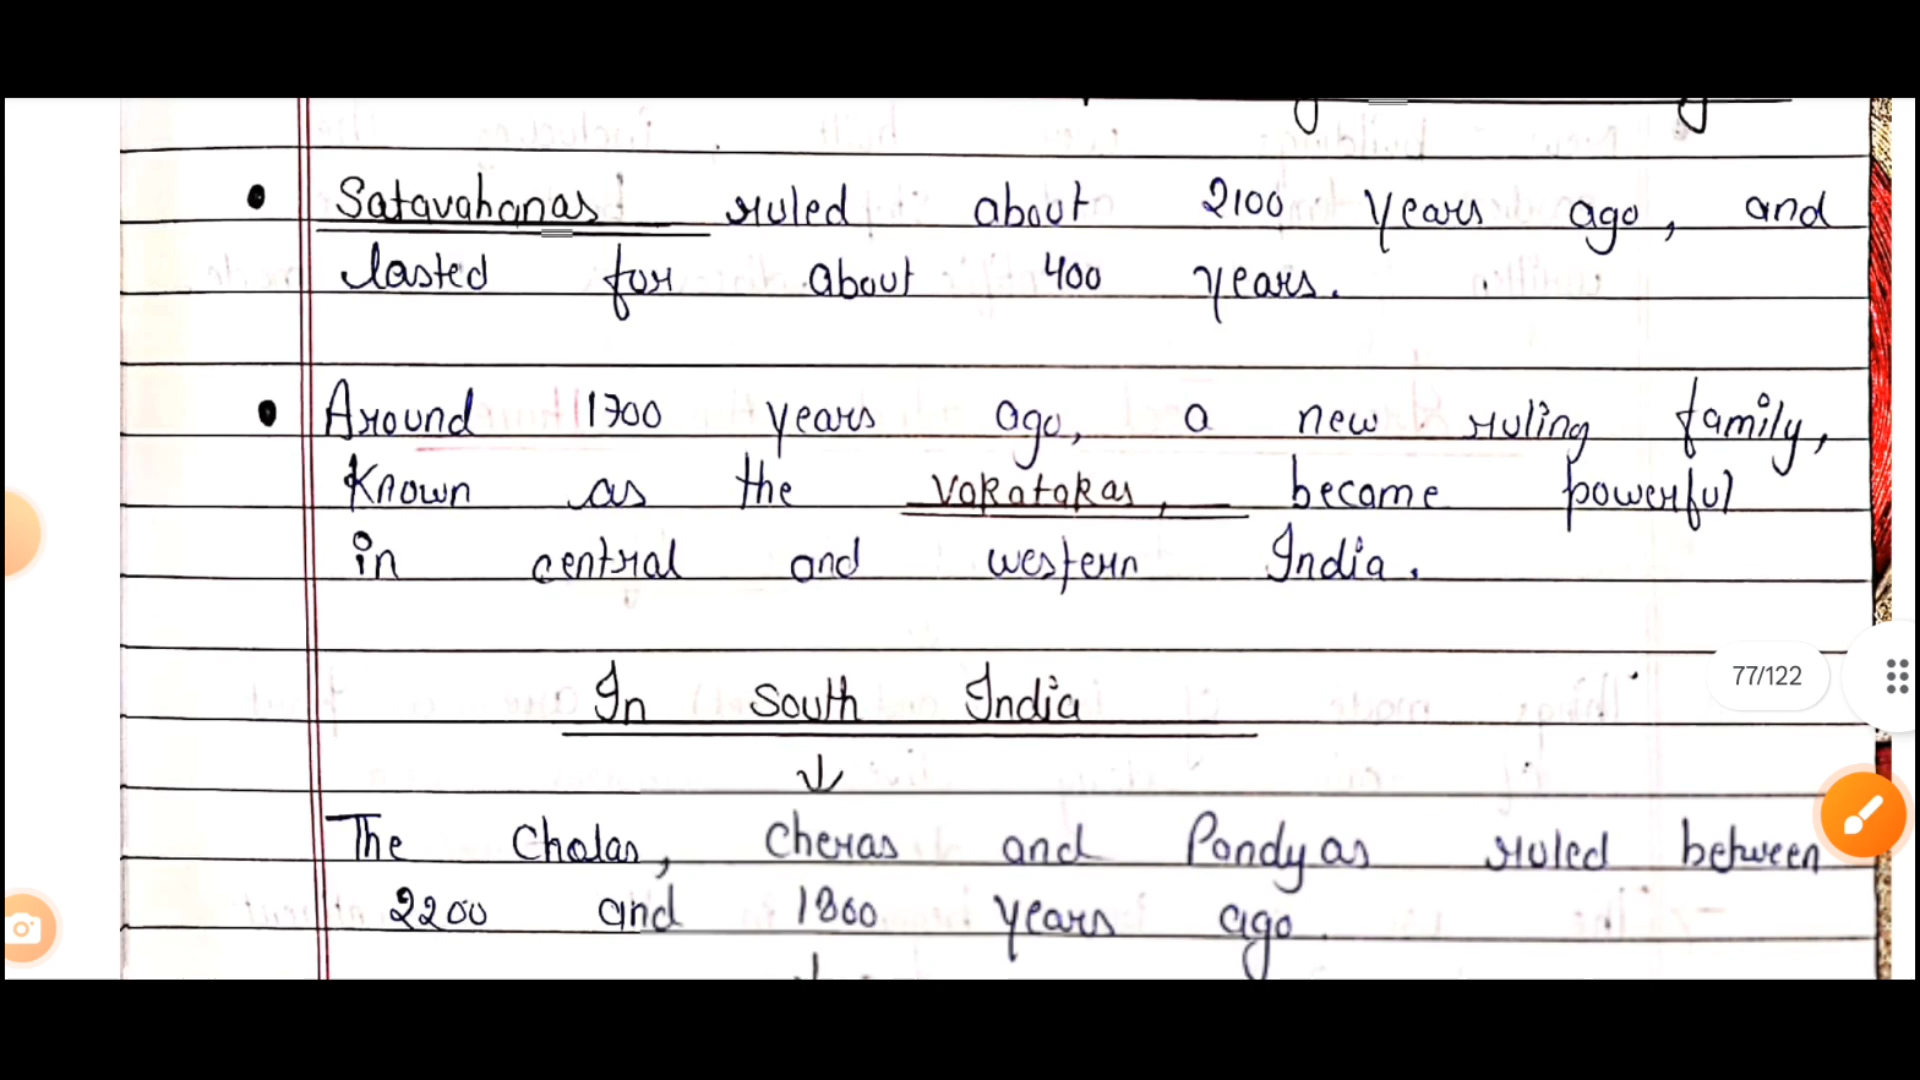 Satavahanas ruled about 2100 years ago, and
lasted for about 400 years.
Around 1700 years ago, a new ruling family,
known as the Vakatakas, became powerful
in central and western India.
In South India
The Cholas, Cheras and Pandyas ruled between
2200 and 1800 years ago.
77/122